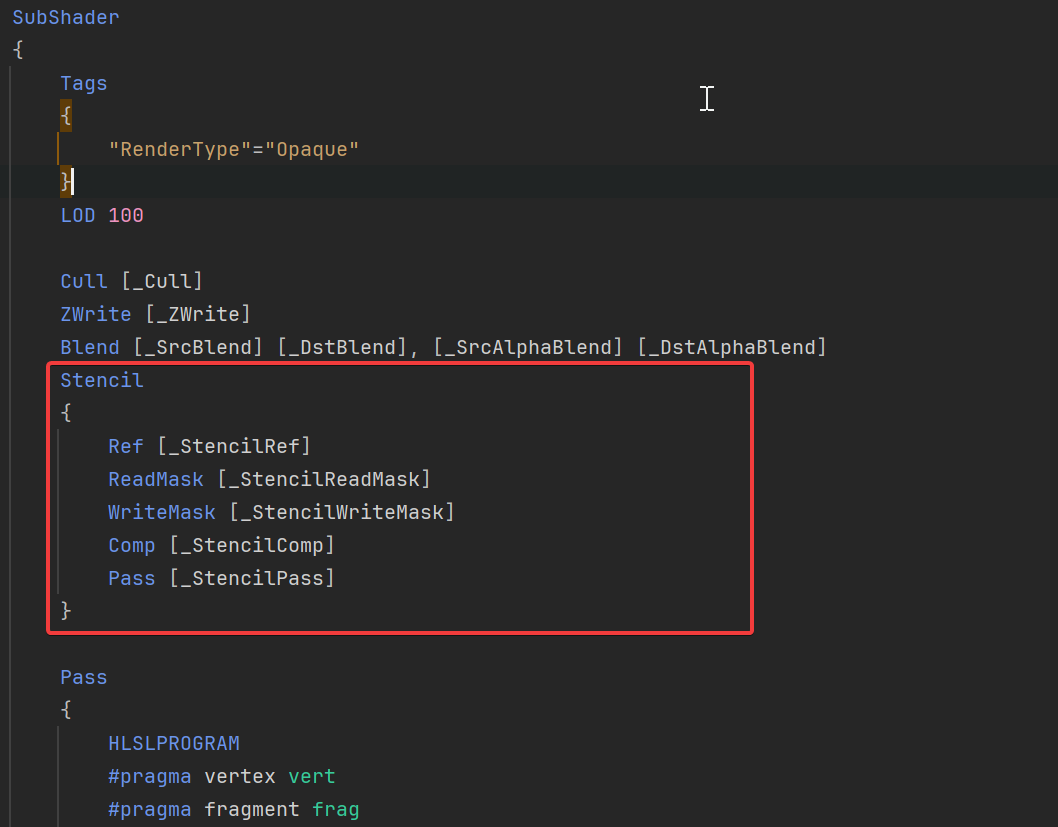 SubShader
{
    Tags
    {
        "RenderType"="Opaque"
    }
    LOD 100

    Cull [_Cull]
    ZWrite [_ZWrite]
    Blend [_SrcBlend] [_DstBlend], [_SrcAlphaBlend] [_DstAlphaBlend]
    Stencil
    {
        Ref [_StencilRef]
        ReadMask [_StencilReadMask]
        WriteMask [_StencilWriteMask]
        Comp [_StencilComp]
        Pass [_StencilPass]
    }

    Pass
    {
        HLSLPROGRAM
        #pragma vertex vert
        #pragma fragment frag